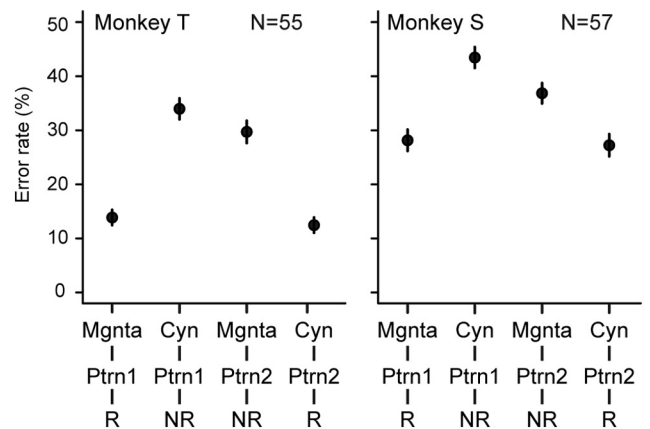 Monkey T N=55
Monkey S N=57
Error rate (%)
50
40
30
20
10
0
Mgnta Cyn Mgnta Cyn Mgnta Cyn Mgnta Cyn
Ptrn1 Ptrn1 Ptrn2 Ptrn2 Ptrn1 Ptrn1 Ptrn2 Ptrn2
R NR NR R R NR NR R